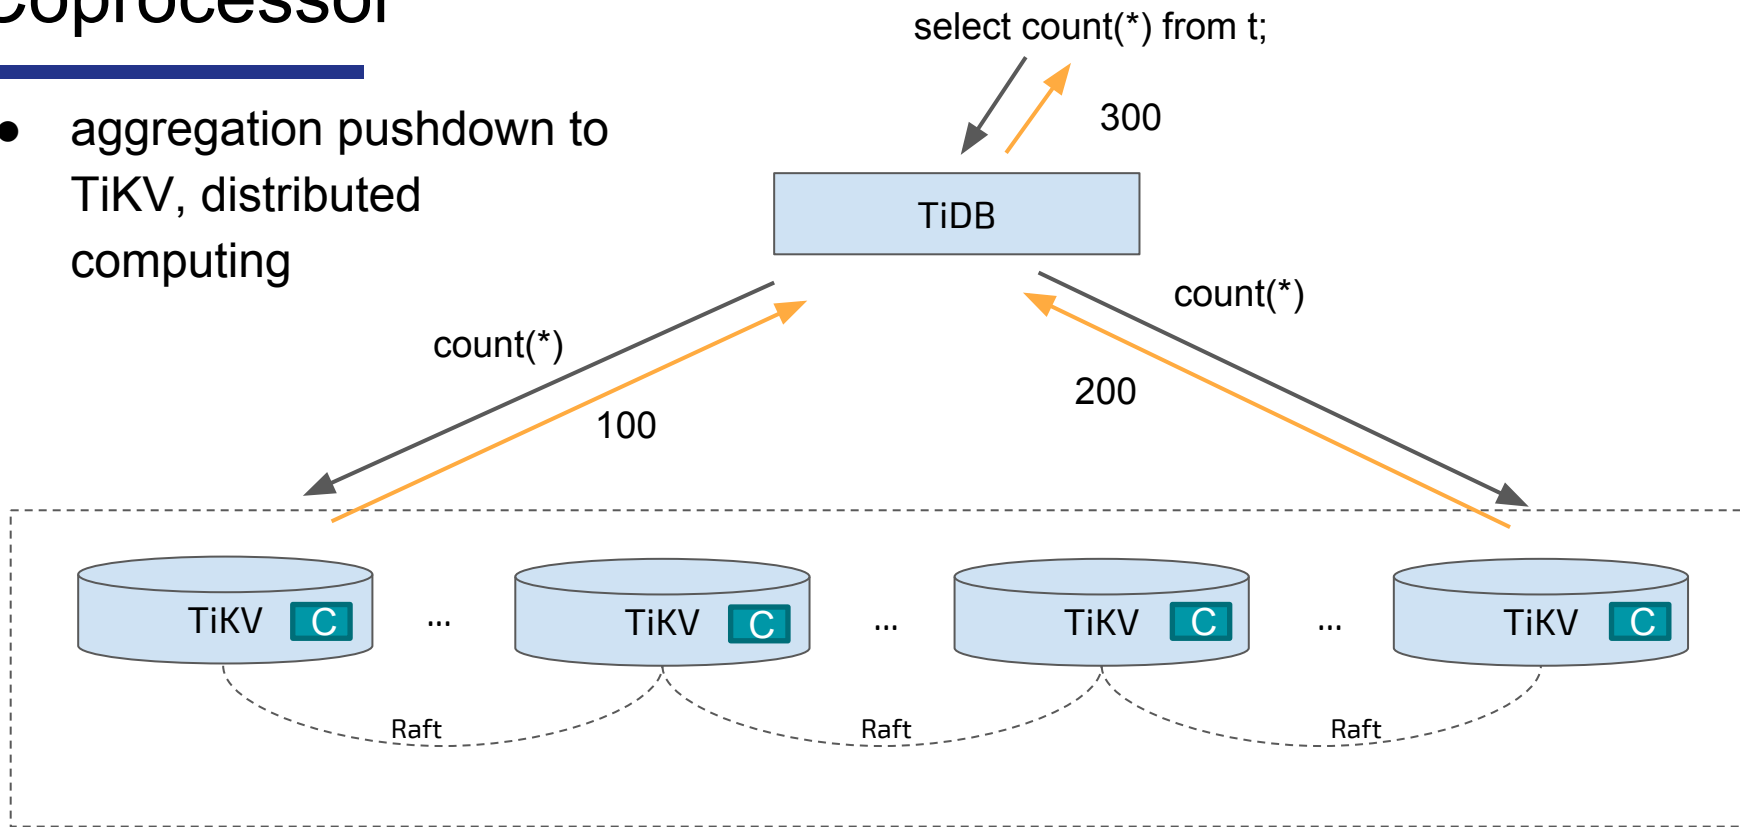 Coprocessor
select count(*) from t;
● aggregation pushdown to
TiKV, distributed
computing
300
TiDB
count(*)
count(*)
100
200
TiKV C ... TiKV C ... TiKV C ... TiKV C
Raft Raft Raft